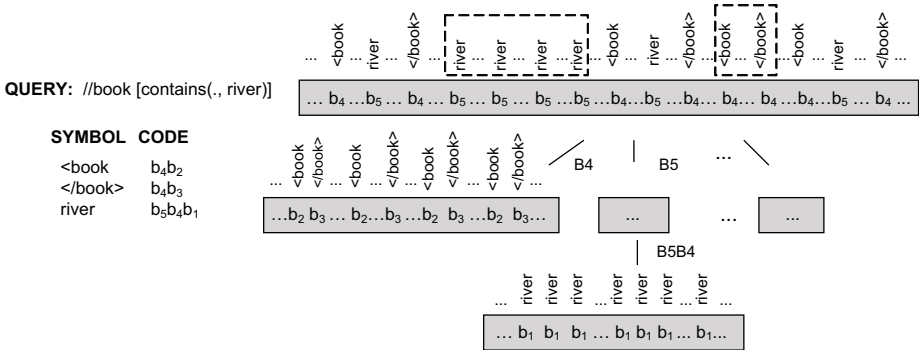 ... <book ... river ... </book> ... river ... river ... river ... river ... <book ... river ... </book> ... <book ... </book> ... <book ... river ... </book> ...
QUERY: //book [contains(., river)]
... b₄ ... b₅ ... b₄ ... b₅ ... b₅ ... b₅ ... b₅ ... b₄ ... b₅ ... b₄ ... b₄ ... b₄ ... b₄ ... b₅ ... b₄ ...
SYMBOL CODE
<book b₄b₂
</book> b₄b₃
river b₅b₄b₁
B4 B5 ...
... <book </book> ... <book ... </book> ... <book </book> ... <book </book> ...
...b₂ b₃ ... b₂ ... b₃ ... b₂ b₃ ... b₂ b₃...
... ... ...
B5B4
... river river river ... river river river ... river ...
... b₁ b₁ b₁ ... b₁ b₁ b₁ ... b₁ ...